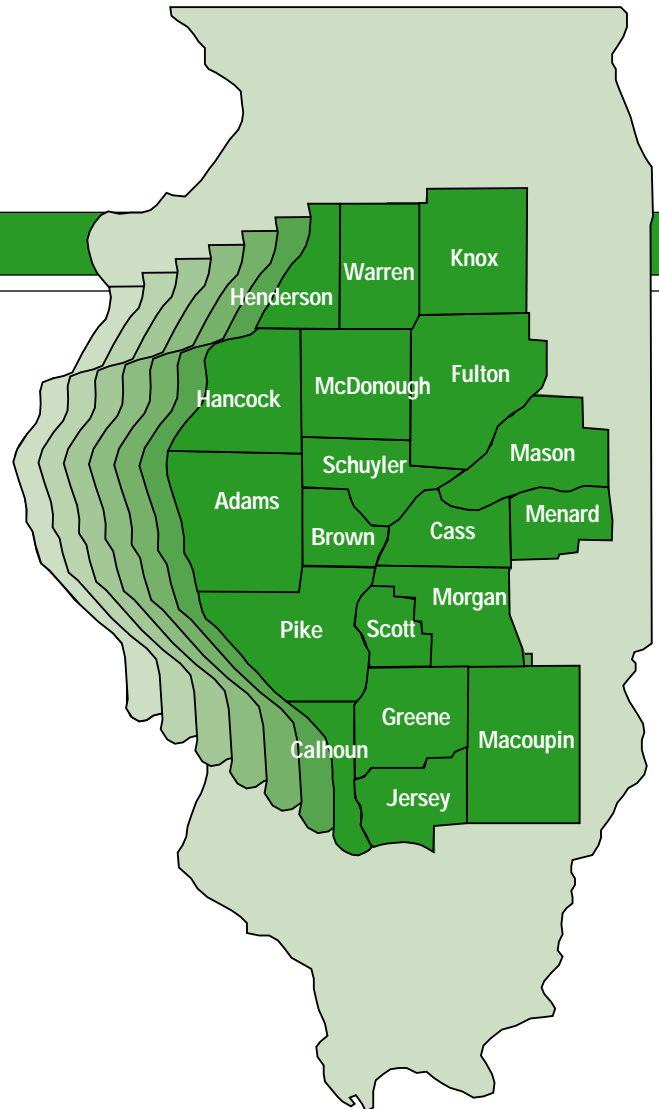 Knox
Warren
Henderson
Fulton
McDonough
Hancock
Mason
Schuyler
Adams
Menard
Cass
Brown
Morgan
Scott
Pike
Greene
Macoupin
Calhoun
Jersey